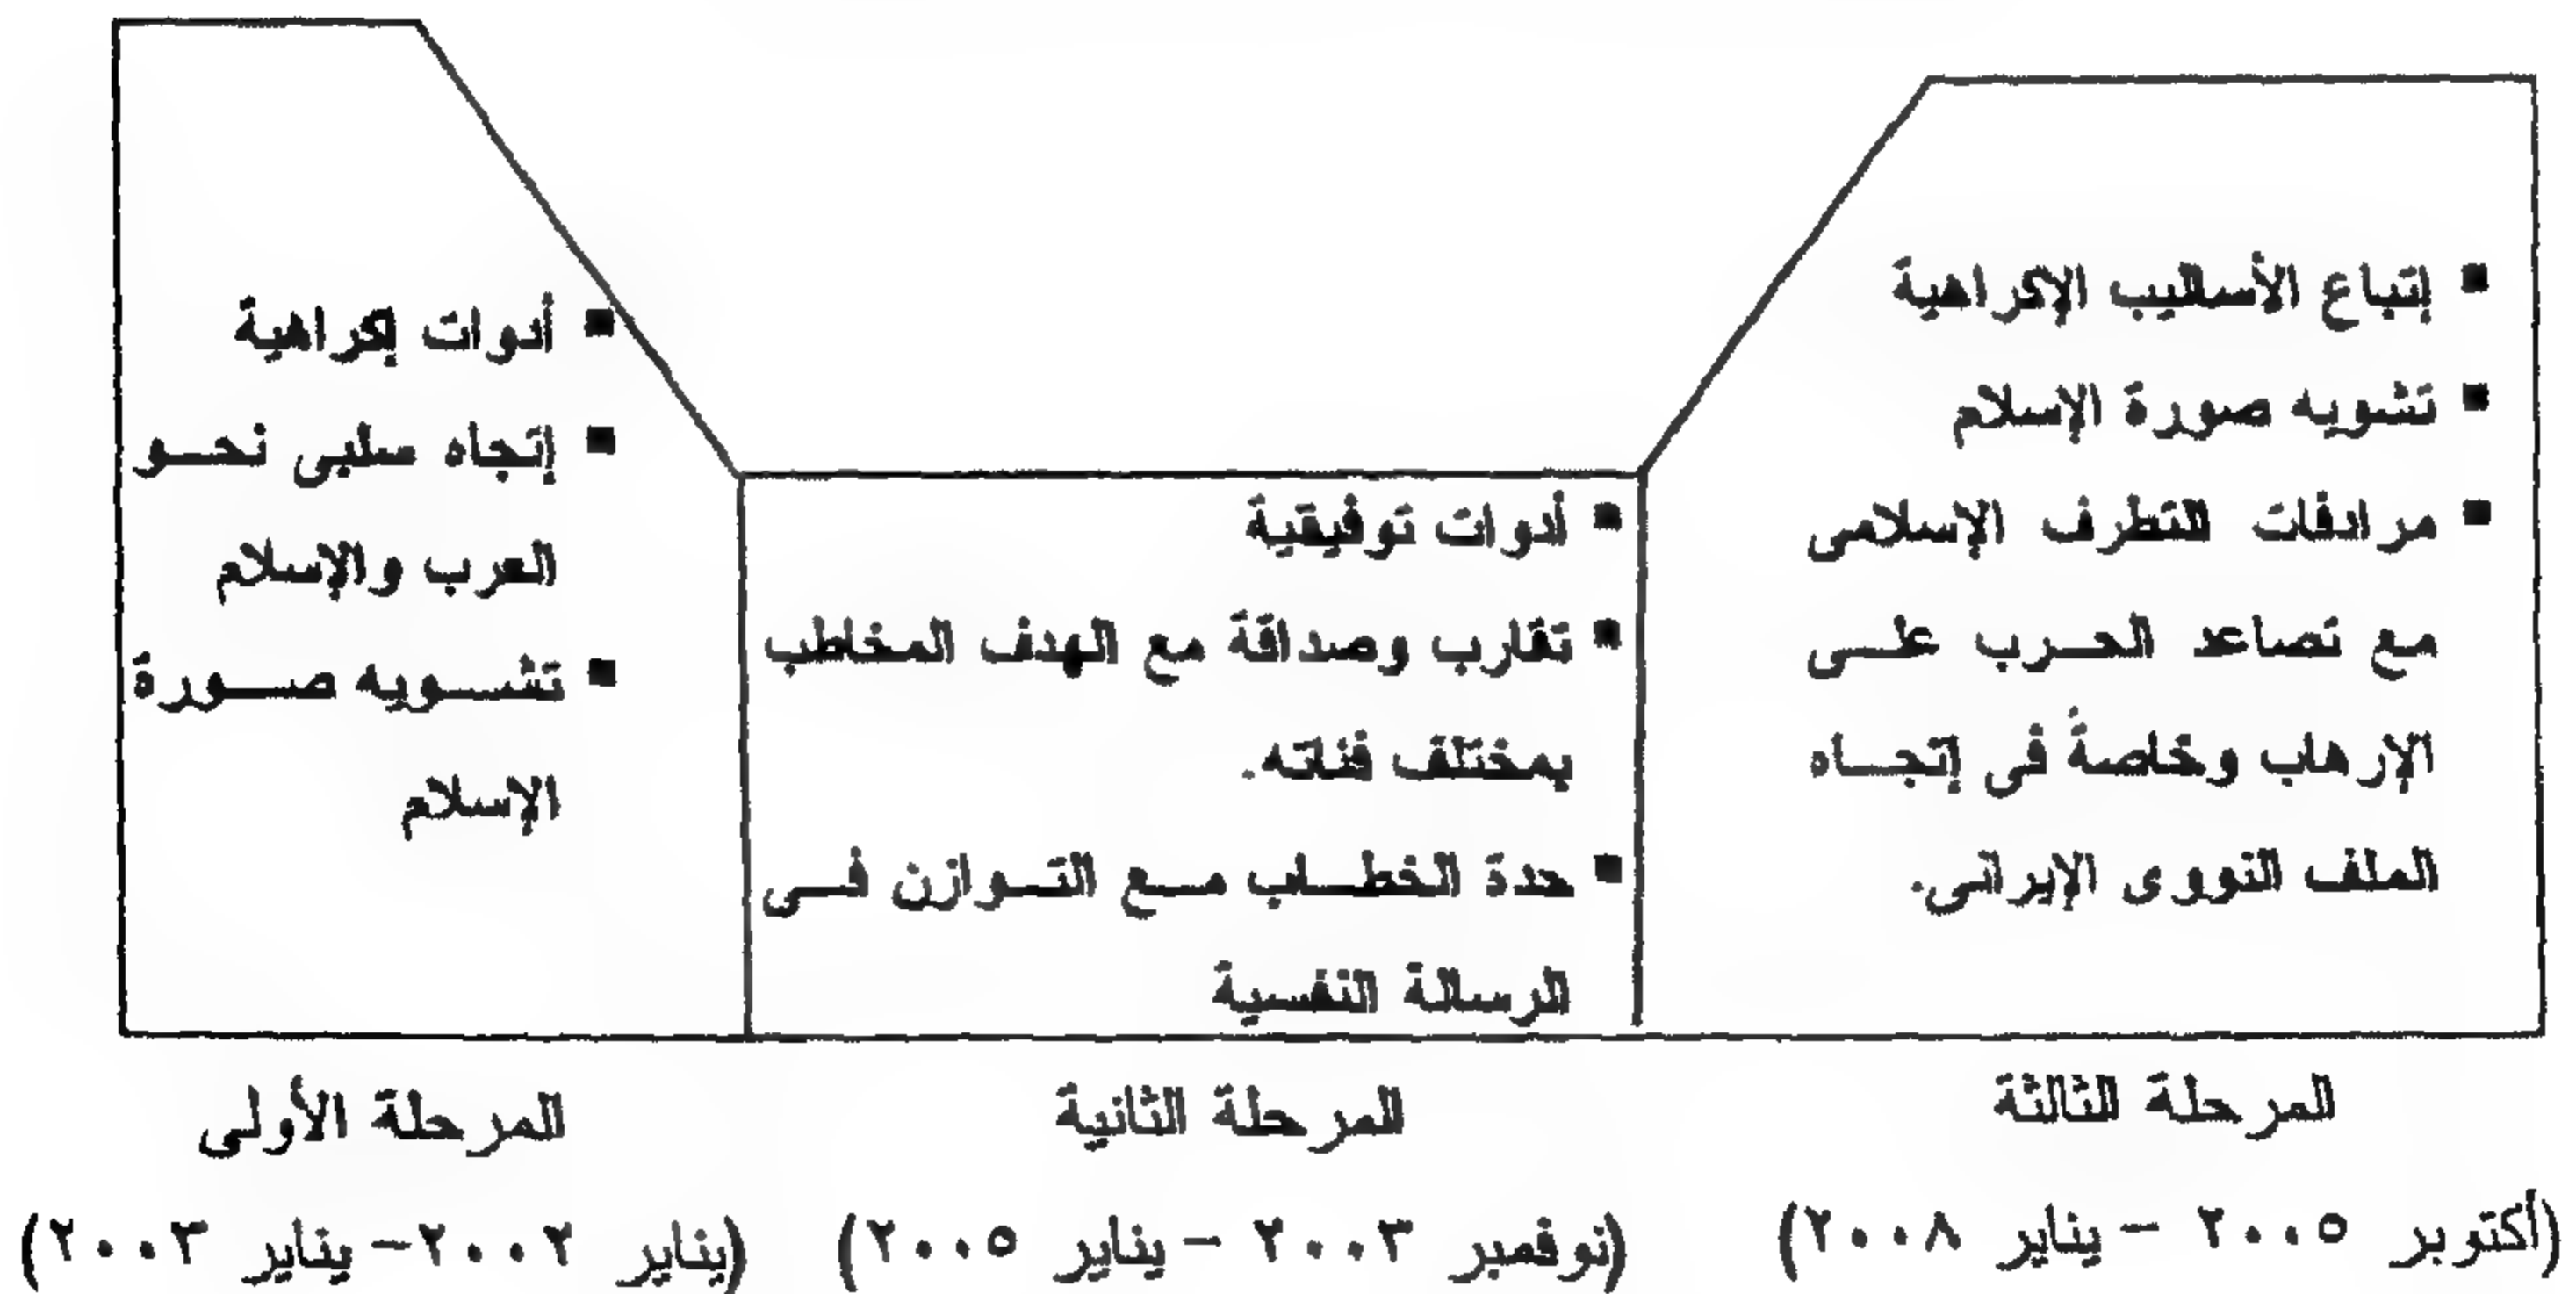 ■ أدوات إكراهية
■ إتجاه سلبى نحو
العرب والإسلام
■ تشويه صورة
الإسلام
■ أدوات توفيقية
■ تقارب وصداقة مع الهدف المخاطب
بمختلف فئاته.
■ حدة الخطاب مع التوازن فى
الرسالة النفسية
■ إتباع الأساليب الإكراهية
■ تشويه صورة الإسلام
■ مرادفات للتطرف الإسلامى
مع تصاعد الحرب على
الإرهاب وخاصةً فى إتجاه
الملف النووى الإيرانى.
المرحلة الأولى
(يناير ٢٠٠٢- يناير ٢٠٠٣)
المرحلة الثانية
(نوفمبر ٢٠٠٣ - يناير ٢٠٠٥)
المرحلة الثالثة
(أكتوبر ٢٠٠٥ - يناير ٢٠٠٨)